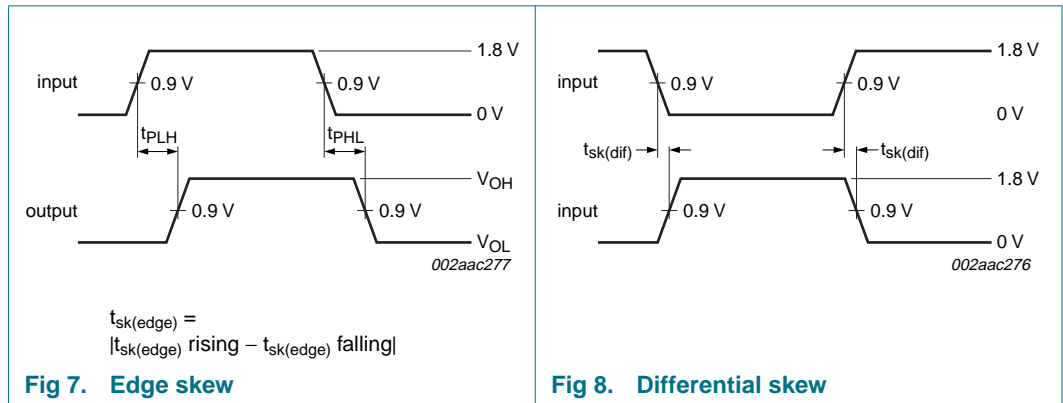 1.8 V
input
0.9 V
0.9 V
0 V
tPLH
tPHL
VOH
output
0.9 V
0.9 V
VOL
002aac277
tsk(edge) =
|tsk(edge) rising − tsk(edge) falling|
Fig 7. Edge skew
1.8 V
input
0.9 V
0.9 V
0 V
tsk(dif)
tsk(dif)
1.8 V
input
0.9 V
0.9 V
0 V
002aac276
Fig 8. Differential skew